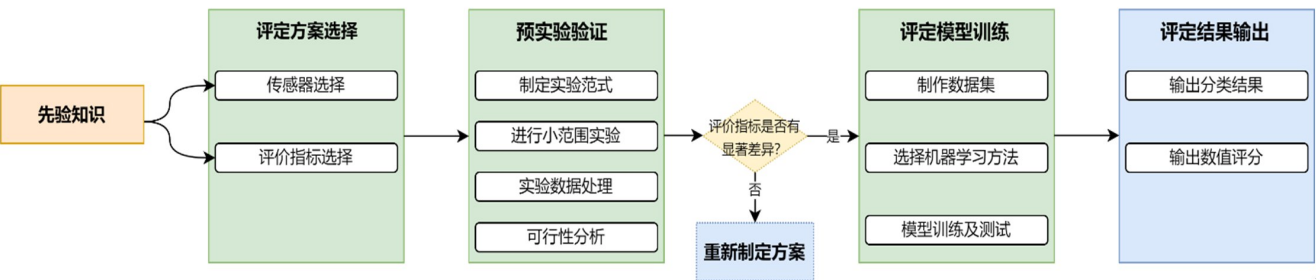 先验知识
评定方案选择
传感器选择
评价指标选择
预实验验证
制定实验范式
进行小范围实验
实验数据处理
可行性分析
评价指标是否有
显著差异?
是
否
重新制定方案
评定模型训练
制作数据集
选择机器学习方法
模型训练及测试
评定结果输出
输出分类结果
输出数值评分